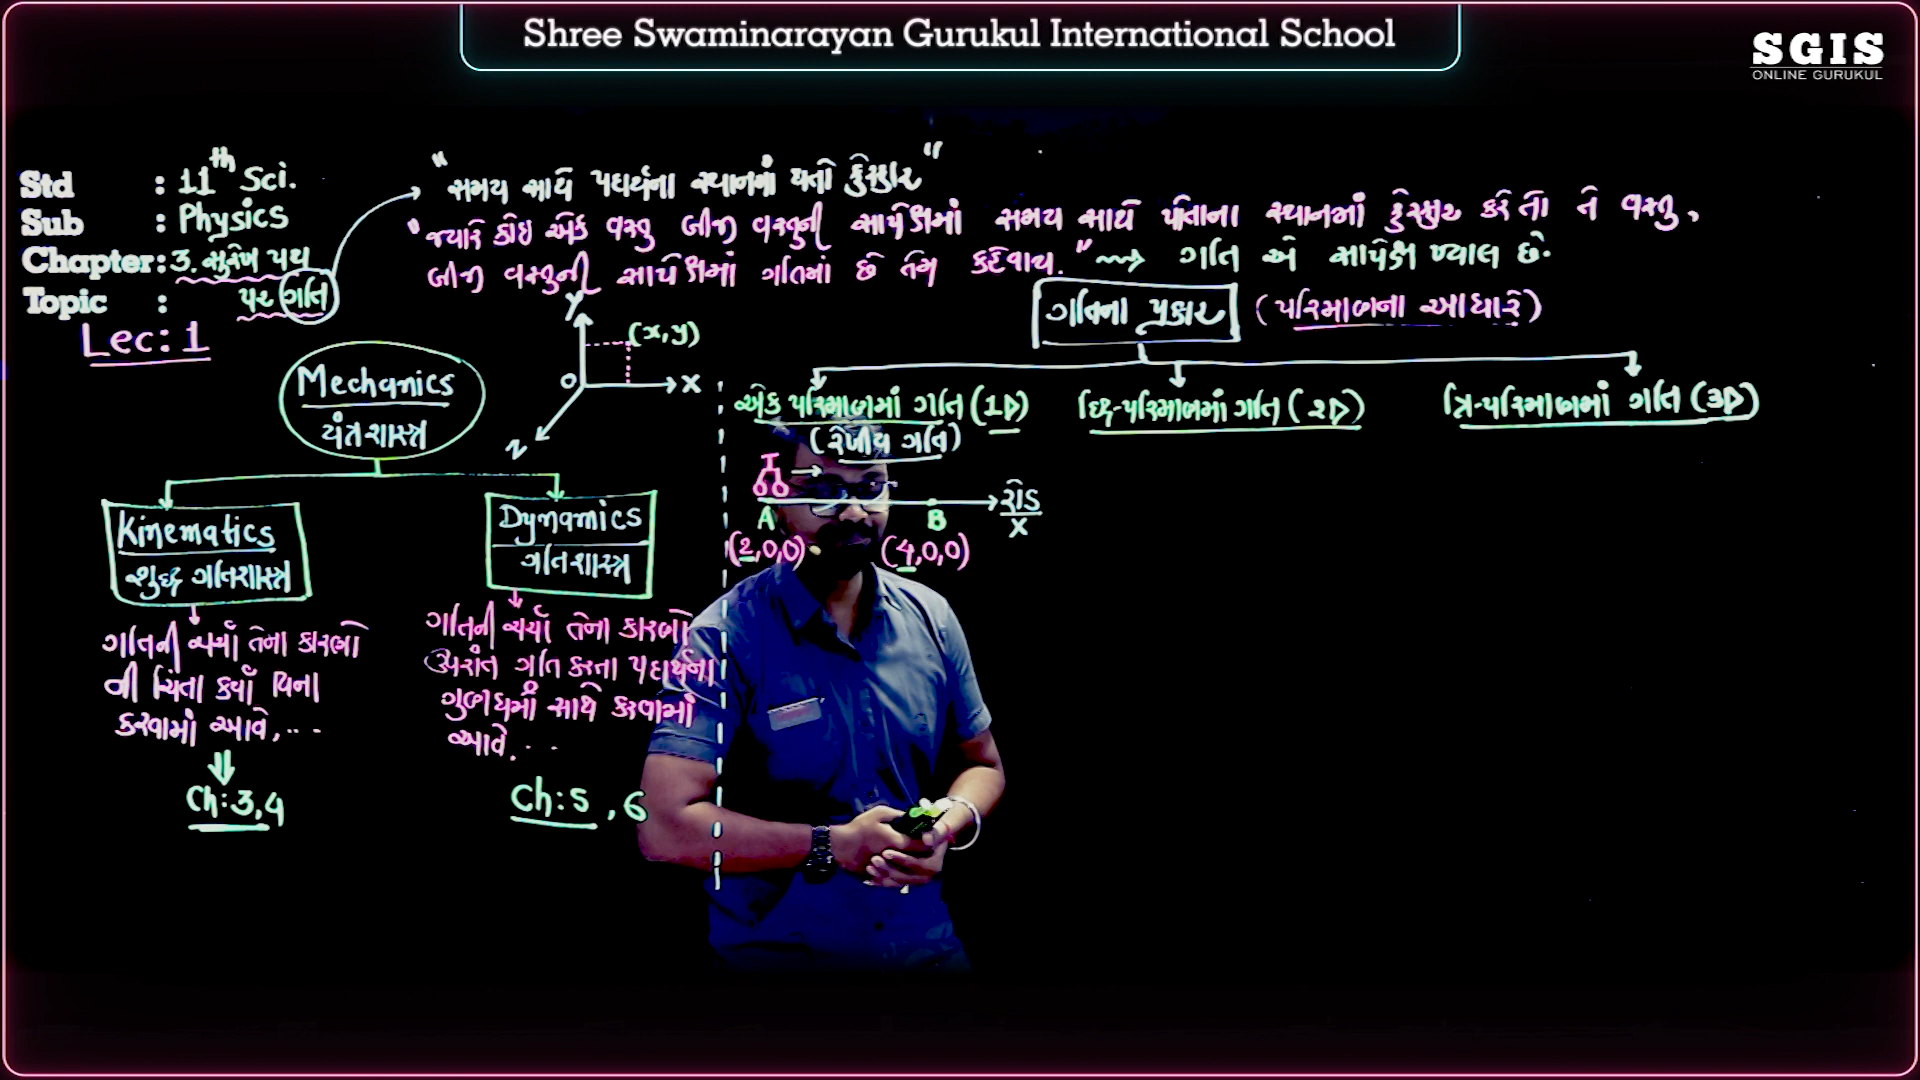 Shree Swaminarayan Gurukul International School
SGIS
ONLINE GURUKUL
Std : 11th Sci.
Sub : Physics
Chapter: 3. સુરેખ પથ
Topic : પર ગતિ
Lec: 1
"સમય સાથે પદાર્થના સ્થાનમાં થતો ફેરફાર"
"જ્યારે કોઇ એક વસ્તુ બીજી વસ્તુની સાપેક્ષમાં સમય સાથે પોતાના સ્થાનમાં ફેરફાર કરે તો તે વસ્તુ,
બીજી વસ્તુની સાપેક્ષમાં ગતિમાં છે તેમ કહેવાય." ગતિ એ સાપેક્ષ ખ્યાલ છે.
Mechanics
યંત્રશાસ્ત્ર
Y
(x,y)
O
X
Z
Kinematics
શુદ્ધ ગતિશાસ્ત્ર
ગતિની ચર્ચા તેના કારણો
ની ચિંતા કર્યા વિના
કરવામાં આવે....
Ch:3,4
Dynamics
ગતિશાસ્ત્ર
ગતિની ચર્ચા તેના કારણો
ઉપરાંત ગતિ કરતા પદાર્થના
ગુણધર્મો સાથે કરવામાં
આવે...
Ch:5, 6
ગતિના પ્રકાર (પરિમાણના આધારે)
એક પરિમાણમાં ગતિ (1D)
(રેખીય ગતિ)
A
B
રોડ
X
(2,0,0)
(4,0,0)
દ્વિ-પરિમાણમાં ગતિ (2D)
ત્રિ-પરિમાણમાં ગતિ (3D)